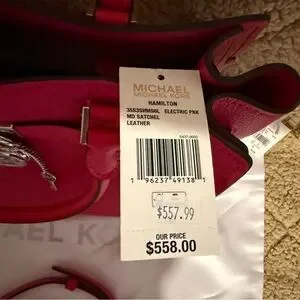 MICHAEL
MICHAEL KORS
HAMILTON
35S3SHMS6L ELECTRIC PNK
MD SATCHEL
LEATHER
1 96237 49138 1
$557.99
OUR PRICE
$558.00
AEL K